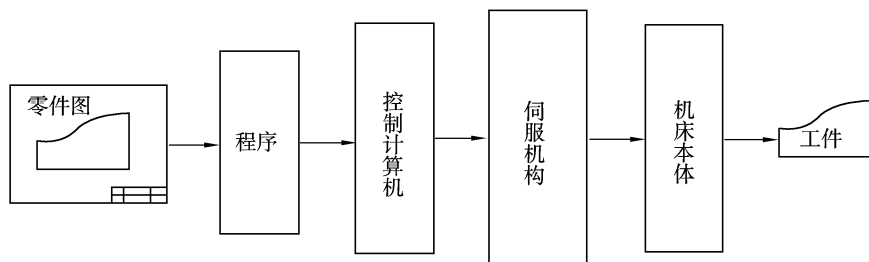 零件图
程序
控制计算机
伺服机构
机床本体
工件